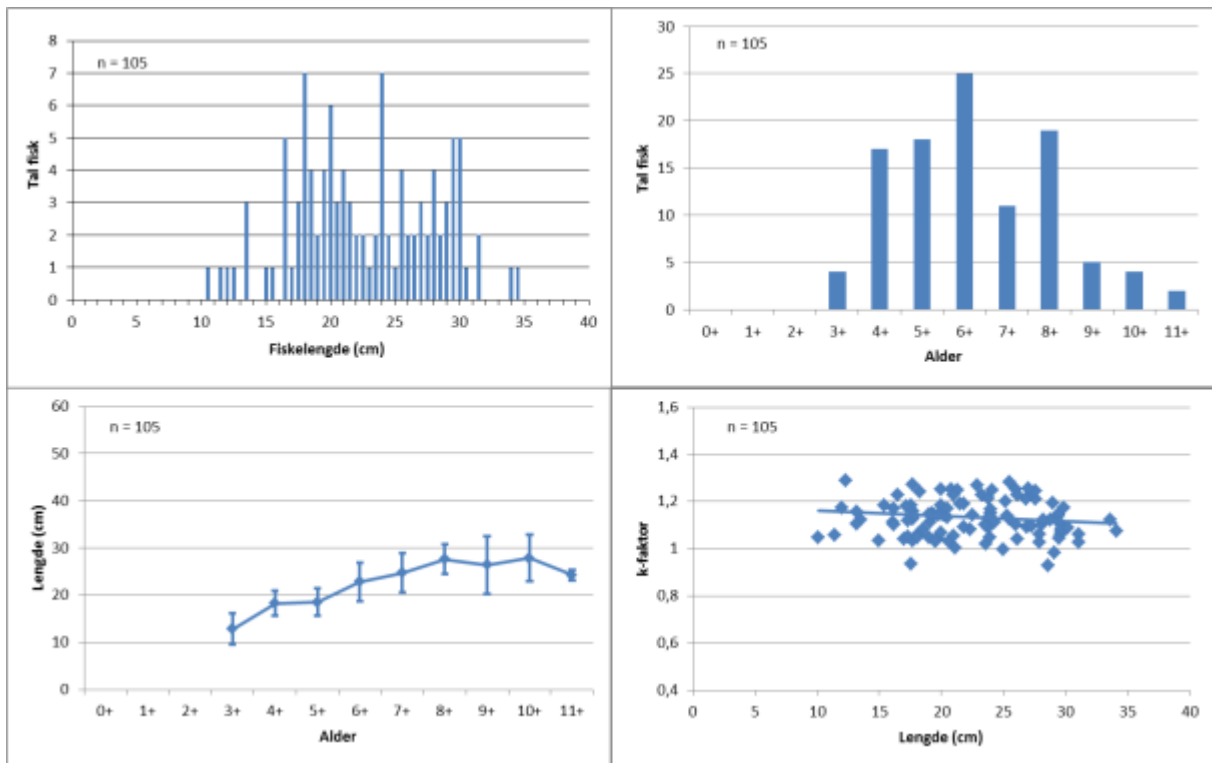 n = 105
8
7
6
5
4
3
2
1
0
Tal fisk
0 5 10 15 20 25 30 35 40
Fiskelengde (cm)
n = 105
30
25
20
15
10
5
0
Tal fisk
0+ 1+ 2+ 3+ 4+ 5+ 6+ 7+ 8+ 9+ 10+ 11+
Alder
n = 105
60
50
40
30
20
10
0
Lengde (cm)
0+ 1+ 2+ 3+ 4+ 5+ 6+ 7+ 8+ 9+ 10+ 11+
Alder
n = 105
1,6
1,4
1,2
1
0,8
0,6
0,4
k-faktor
0 5 10 15 20 25 30 35 40
Lengde (cm)